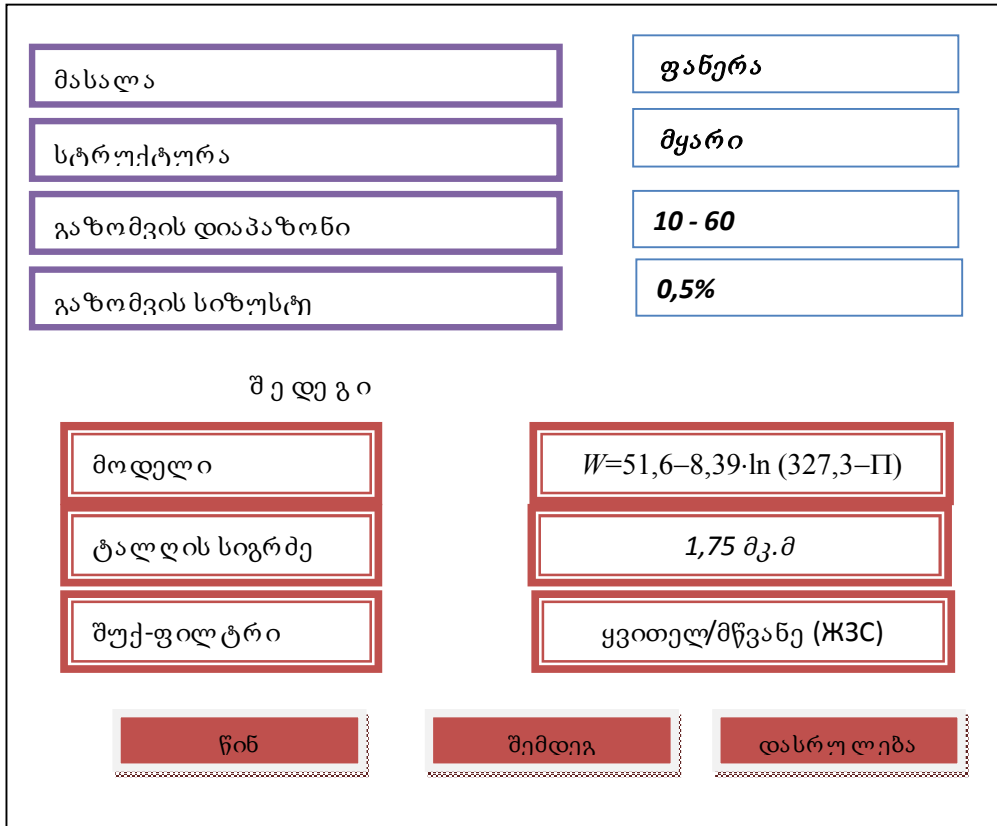 მასალა ფანერა
სტრუქტურა მყარი
გაზომვის დიაპაზონი 10 - 60
გაზომვის სიზუსტე 0,5%
შ ე დე გ ი
მოდელი W=51,6–8,39·ln (327,3–П)
ტალღის სიგრძე 1,75 მკ.მ
შუქ-ფილტრი ყვითელ/მწვანე (ЖЗС)
წინ შემდეგ დასრულება